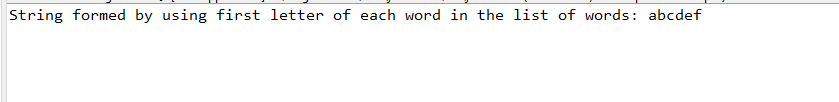 String formed by using first letter of each word in the list of words: abcdef